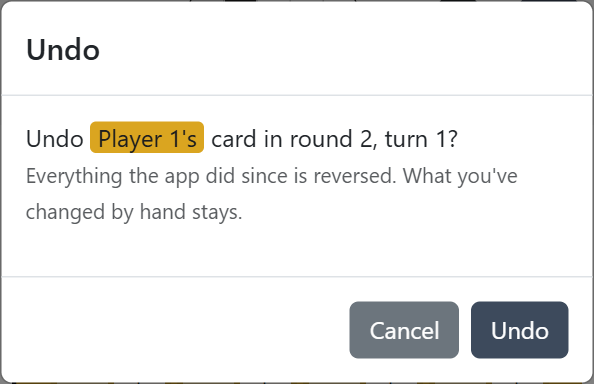 Undo
Undo Player 1's card in round 2, turn 1?
Everything the app did since is reversed. What you've
changed by hand stays.
Cancel Undo